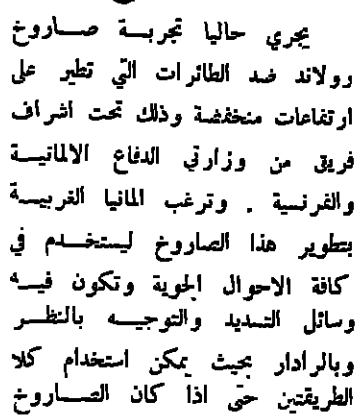 يجري حاليا تجربة صاروخ
رولاند ضد الطائرات التي تطير على
ارتفاعات منخفضة وذلك تحت اشراف
فريق من وزارتي الدفاع الالمانية
والفرنسية . وترغب المانيا الغربية
بتطوير هذا الصاروخ ليستخدم في
كافة الاحوال الجوية وتكون فيه
وسائل التسديد والتوجيه بالنظر
وبالرادار بحيث يمكن استخدام كلا
الطريقتين حتى اذا كان الصاروخ